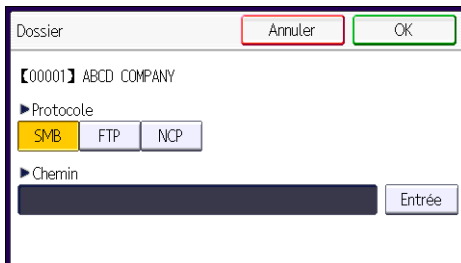 Dossier Annuler OK
【00001】 ABCD COMPANY
►Protocole
SMB FTP NCP
►Chemin
Entrée